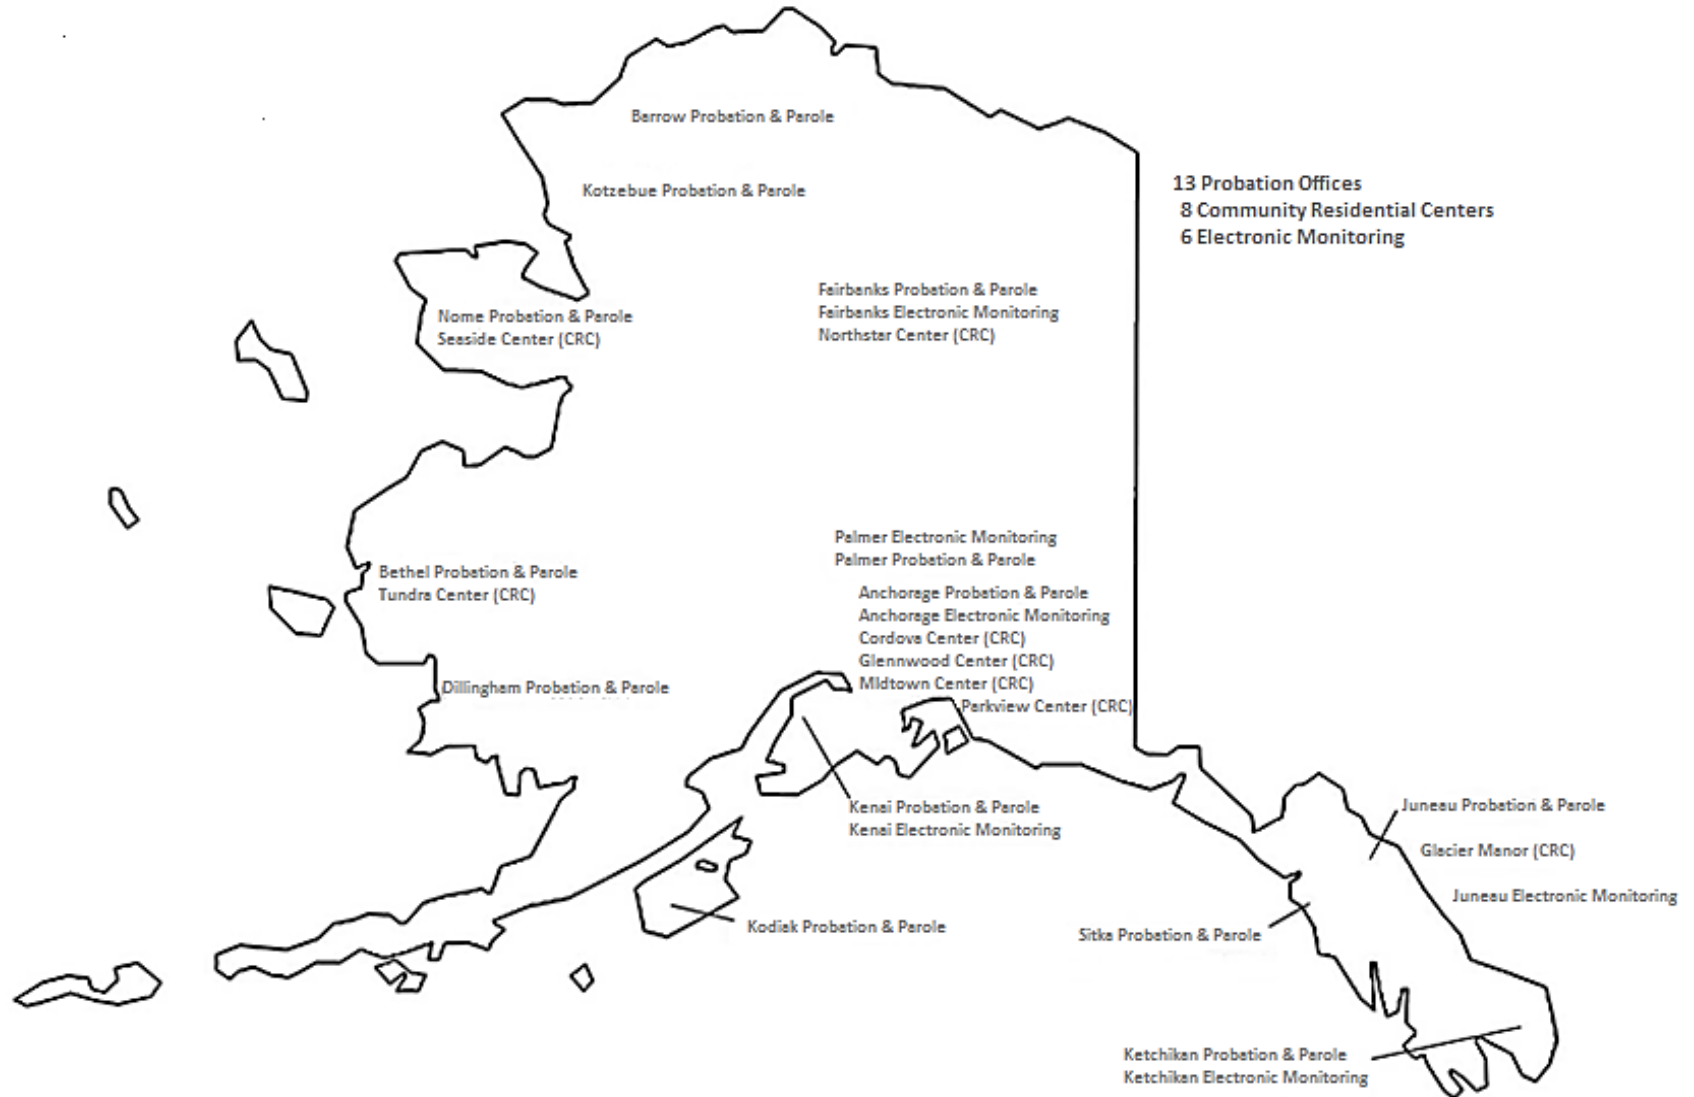 Barrow Probation & Parole
Kotzebue Probation & Parole
13 Probation Offices
8 Community Residential Centers
6 Electronic Monitoring
Nome Probation & Parole
Seaside Center (CRC)
Fairbanks Probation & Parole
Fairbanks Electronic Monitoring
Northstar Center (CRC)
Palmer Electronic Monitoring
Palmer Probation & Parole
Bethel Probation & Parole
Tundra Center (CRC)
Anchorage Probation & Parole
Anchorage Electronic Monitoring
Cordova Center (CRC)
Glennwood Center (CRC)
MIdtown Center (CRC)
Parkview Center (CRC)
Dillingham Probation & Parole
Kenai Probation & Parole
Kenai Electronic Monitoring
Juneau Probation & Parole
Glacier Manor (CRC)
Juneau Electronic Monitoring
Kodiak Probation & Parole
Sitka Probation & Parole
Ketchikan Probation & Parole
Ketchikan Electronic Monitoring